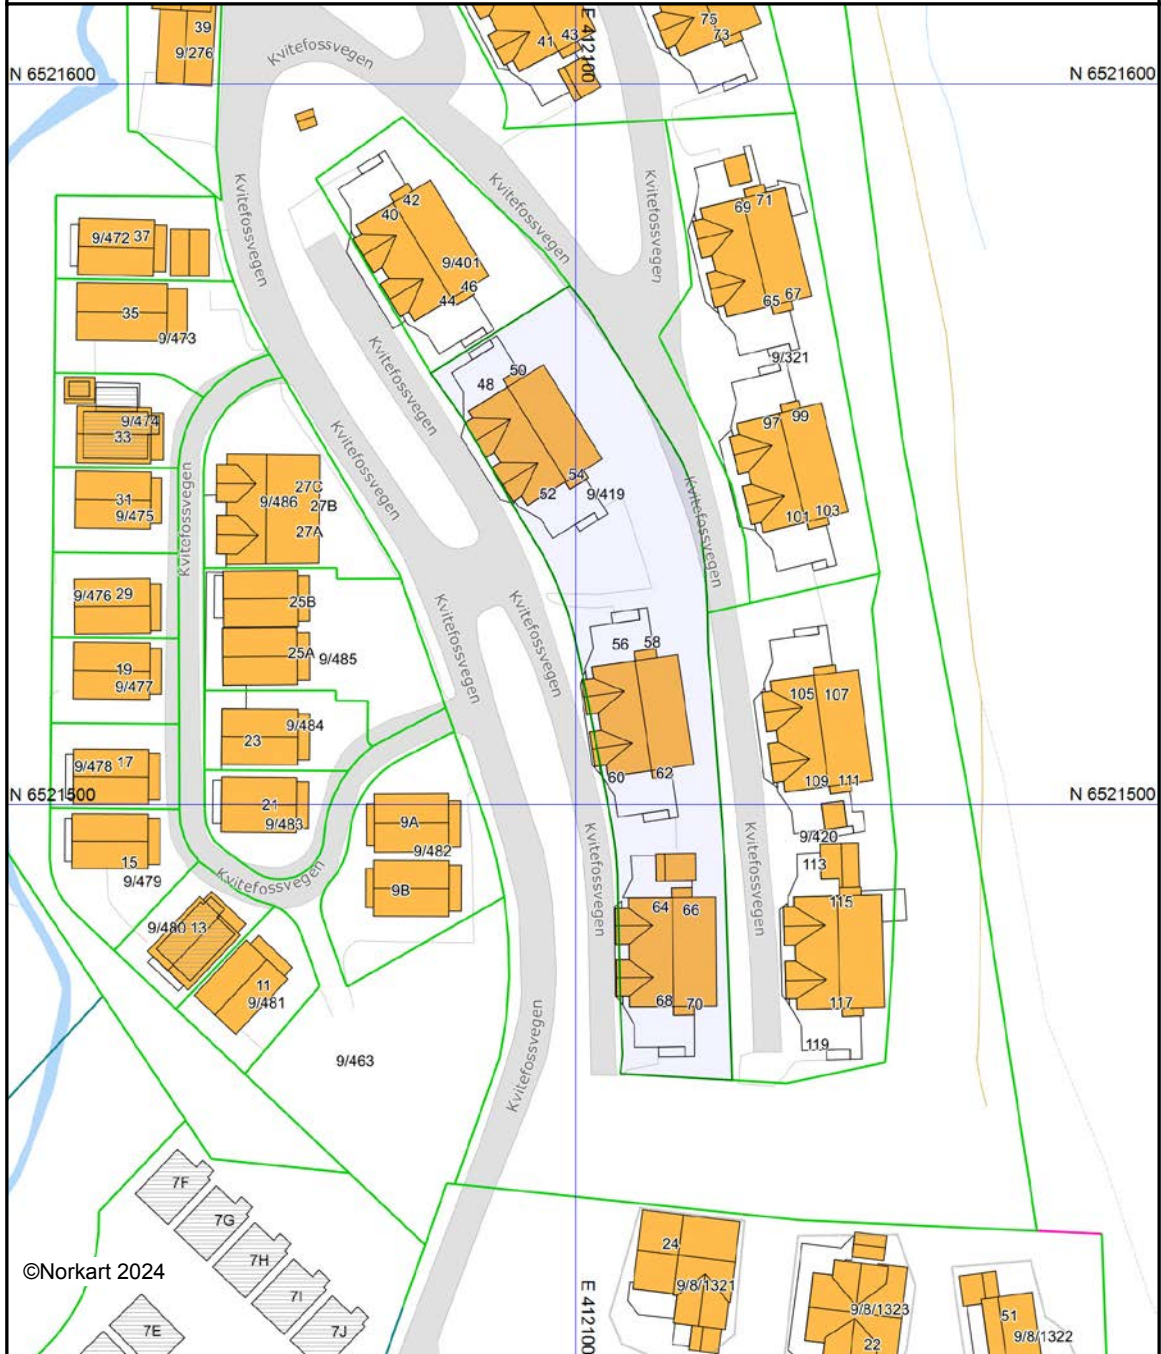 39
9/276
Kvitefossvegen
41
43
E 412100
75
73
N 6521600
N 6521600
Kvitefossvegen
Kvitefossvegen
Kvitefossvegen
42
40
9/401
46
44
69
71
65
67
9/321
9/472
37
35
9/473
Kvitefossvegen
48
50
52
54
9/419
97
99
101
103
9/474
33
Kvitefossvegen
31
9/475
Kvitefossvegen
27C
9/486
27B
27A
Kvitefossvegen
9/476
29
25B
25A
9/485
19
9/477
Kvitefossvegen
Kvitefossvegen
56
58
60
62
105
107
109
111
9/484
23
9/478
17
N 6521500
N 6521500
21
9/483
9A
9/482
9B
Kvitefossvegen
Kvitefossvegen
9/420
113
115
15
9/479
Kvitefossvegen
64
66
68
70
117
119
9/480
13
11
9/481
9/463
Kvitefossvegen
7F
7G
7H
7I
7J
7E
©Norkart 2024
24
9/8/1321
E 412100
9/8/1323
22
51
9/8/1322